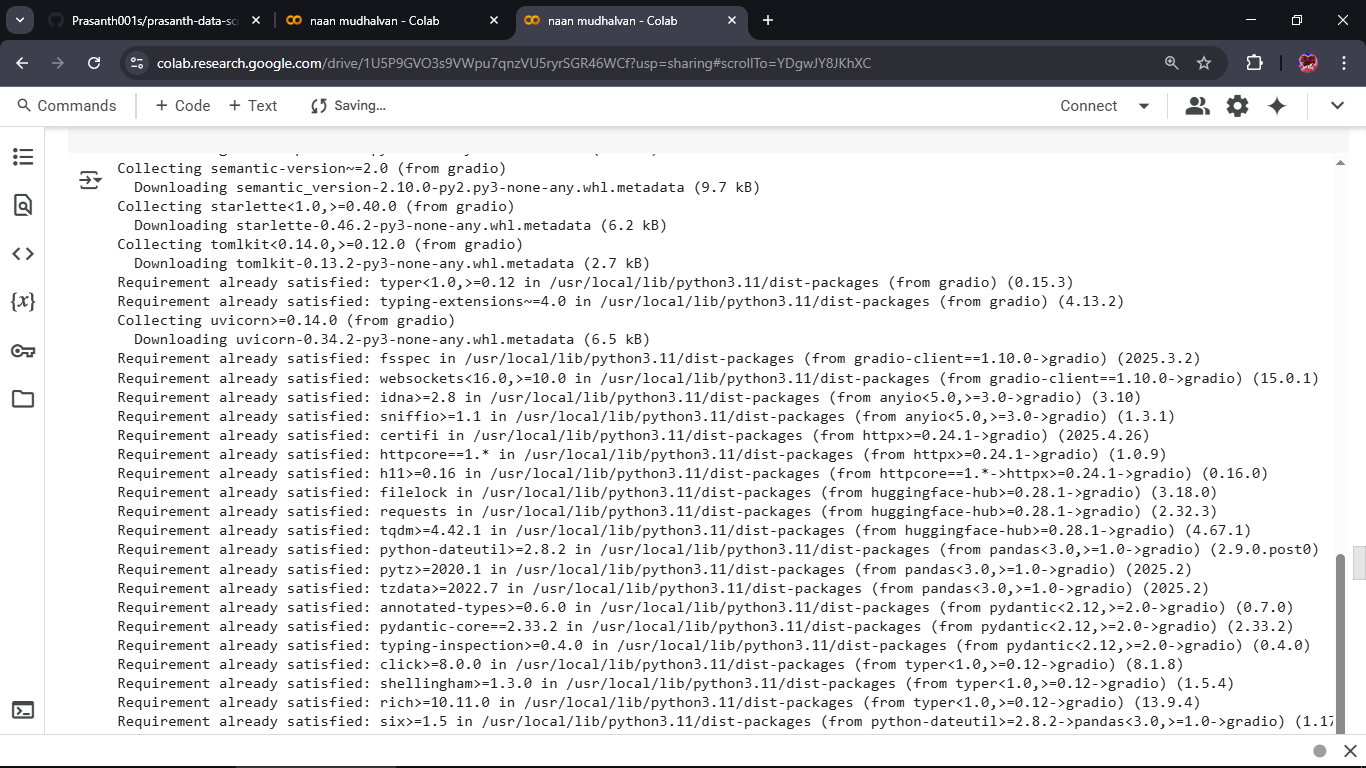 Prasanth001s/prasanth-data-sci
naan mudhalvan - Colab
naan mudhalvan - Colab
colab.research.google.com/drive/1U5P9GVO3s9VWpu7qnzVU5ryrSGR46WCf?usp=sharing#scrollTo=YDgwJY8JKhXC
Commands
+ Code
+ Text
Saving...
Connect
Collecting semantic-version~=2.0 (from gradio)
Downloading semantic_version-2.10.0-py2.py3-none-any.whl.metadata (9.7 kB)
Collecting starlette<1.0,>=0.40.0 (from gradio)
Downloading starlette-0.46.2-py3-none-any.whl.metadata (6.2 kB)
Collecting tomlkit<0.14.0,>=0.12.0 (from gradio)
Downloading tomlkit-0.13.2-py3-none-any.whl.metadata (2.7 kB)
Requirement already satisfied: typer<1.0,>=0.12 in /usr/local/lib/python3.11/dist-packages (from gradio) (0.15.3)
Requirement already satisfied: typing-extensions~=4.0 in /usr/local/lib/python3.11/dist-packages (from gradio) (4.13.2)
Collecting uvicorn>=0.14.0 (from gradio)
Downloading uvicorn-0.34.2-py3-none-any.whl.metadata (6.5 kB)
Requirement already satisfied: fsspec in /usr/local/lib/python3.11/dist-packages (from gradio-client==1.10.0->gradio) (2025.3.2)
Requirement already satisfied: websockets<16.0,>=10.0 in /usr/local/lib/python3.11/dist-packages (from gradio-client==1.10.0->gradio) (15.0.1)
Requirement already satisfied: idna>=2.8 in /usr/local/lib/python3.11/dist-packages (from anyio<5.0,>=3.0->gradio) (3.10)
Requirement already satisfied: sniffio>=1.1 in /usr/local/lib/python3.11/dist-packages (from anyio<5.0,>=3.0->gradio) (1.3.1)
Requirement already satisfied: certifi in /usr/local/lib/python3.11/dist-packages (from httpx>=0.24.1->gradio) (2025.4.26)
Requirement already satisfied: httpcore==1.* in /usr/local/lib/python3.11/dist-packages (from httpx>=0.24.1->gradio) (1.0.9)
Requirement already satisfied: h11>=0.16 in /usr/local/lib/python3.11/dist-packages (from httpcore==1.*->httpx>=0.24.1->gradio) (0.16.0)
Requirement already satisfied: filelock in /usr/local/lib/python3.11/dist-packages (from huggingface-hub>=0.28.1->gradio) (3.18.0)
Requirement already satisfied: requests in /usr/local/lib/python3.11/dist-packages (from huggingface-hub>=0.28.1->gradio) (2.32.3)
Requirement already satisfied: tqdm>=4.42.1 in /usr/local/lib/python3.11/dist-packages (from huggingface-hub>=0.28.1->gradio) (4.67.1)
Requirement already satisfied: python-dateutil>=2.8.2 in /usr/local/lib/python3.11/dist-packages (from pandas<3.0,>=1.0->gradio) (2.9.0.post0)
Requirement already satisfied: pytz>=2020.1 in /usr/local/lib/python3.11/dist-packages (from pandas<3.0,>=1.0->gradio) (2025.2)
Requirement already satisfied: tzdata>=2022.7 in /usr/local/lib/python3.11/dist-packages (from pandas<3.0,>=1.0->gradio) (2025.2)
Requirement already satisfied: annotated-types>=0.6.0 in /usr/local/lib/python3.11/dist-packages (from pydantic<2.12,>=2.0->gradio) (0.7.0)
Requirement already satisfied: pydantic-core==2.33.2 in /usr/local/lib/python3.11/dist-packages (from pydantic<2.12,>=2.0->gradio) (2.33.2)
Requirement already satisfied: typing-inspection>=0.4.0 in /usr/local/lib/python3.11/dist-packages (from pydantic<2.12,>=2.0->gradio) (0.4.0)
Requirement already satisfied: click>=8.0.0 in /usr/local/lib/python3.11/dist-packages (from typer<1.0,>=0.12->gradio) (8.1.8)
Requirement already satisfied: shellingham>=1.3.0 in /usr/local/lib/python3.11/dist-packages (from typer<1.0,>=0.12->gradio) (1.5.4)
Requirement already satisfied: rich>=10.11.0 in /usr/local/lib/python3.11/dist-packages (from typer<1.0,>=0.12->gradio) (13.9.4)
Requirement already satisfied: six>=1.5 in /usr/local/lib/python3.11/dist-packages (from python-dateutil>=2.8.2->pandas<3.0,>=1.0->gradio) (1.17